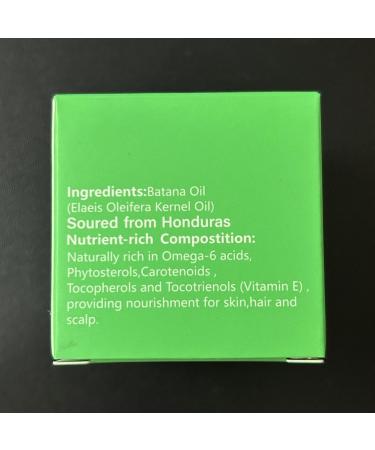 Ingredients:Batana Oil
(Elaeis Oleifera Kernel Oil)
Soured from Honduras
Nutrient-rich Compostition:
Naturally rich in Omega-6 acids,
Phytosterols,Carotenoids ,
Tocopherols and Tocotrienols (Vitamin E) ,
providing nourishment for skin,hair and
scalp.